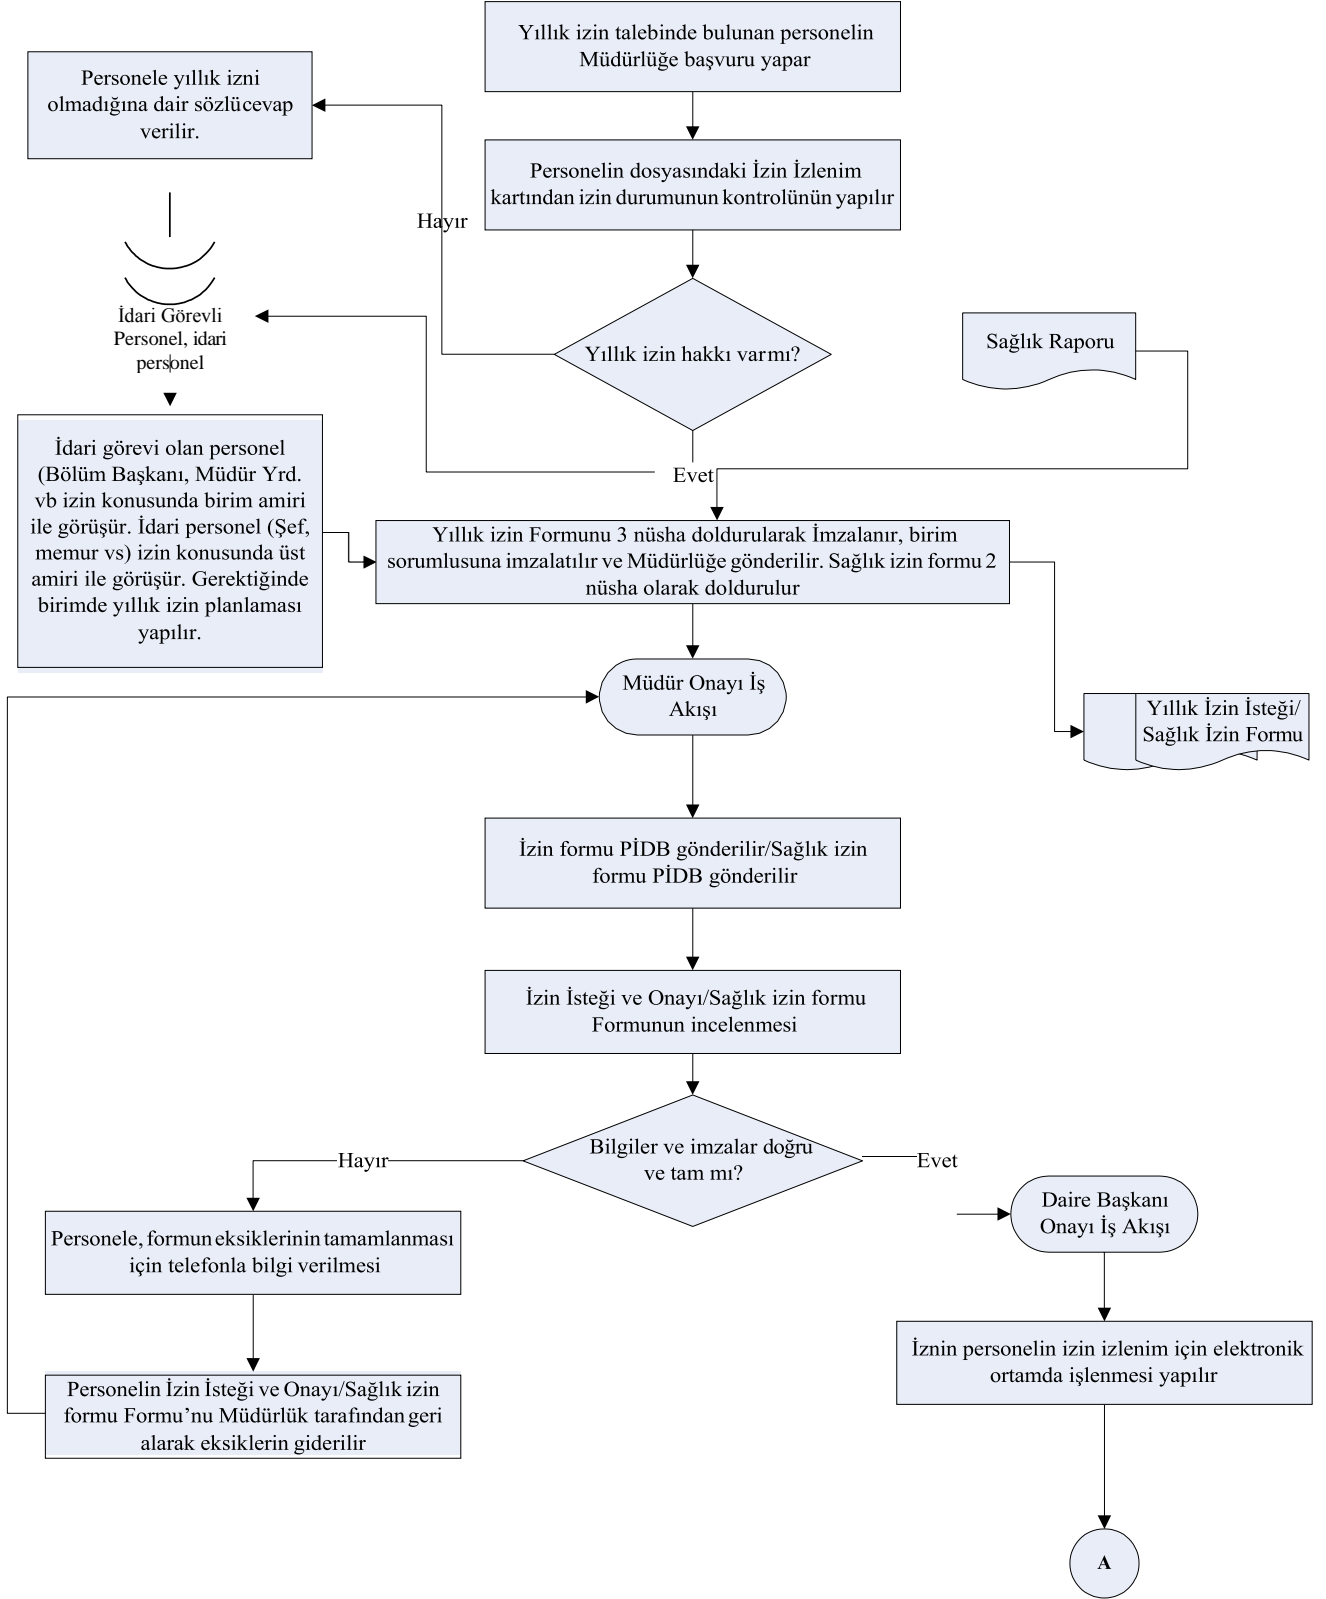 Yıllık izin talebinde bulunan personelin
Müdürlüğe başvuru yapar
Personele yıllık izni
olmadığına dair sözlü cevap
verilir.
Personelin dosyasındaki İzin İzlenim
kartından izin durumunun kontrolünün yapılır
Hayır
İdari Görevli
Personel, idari
personel
Yıllık izin hakkı var mı?
Sağlık Raporu
İdari görevi olan personel
(Bölüm Başkanı, Müdür Yrd.
vb izin konusunda birim amiri
ile görüşür. İdari personel (Şef,
memur vs) izin konusunda üst
amiri ile görüşür. Gerektiğinde
birimde yıllık izin planlaması
yapılır.
Evet
Yıllık izin Formunu 3 nüsha doldurularak İmzalanır, birim
sorumlusuna imzalatılır ve Müdürlüğe gönderilir. Sağlık izin formu 2
nüsha olarak doldurulur
Müdür Onayı İş
Akışı
Yıllık İzin İsteği/
Sağlık İzin Formu
İzin formu PİDB gönderilir/Sağlık izin
formu PİDB gönderilir
İzin İsteği ve Onayı/Sağlık izin formu
Formunun incelenmesi
Bilgiler ve imzalar doğru
ve tam mı?
Hayır
Evet
Daire Başkanı
Onayı İş Akışı
Personele, formun eksiklerinin tamamlanması
için telefonla bilgi verilmesi
İznin personelin izin izlenim için elektronik
ortamda işlenmesi yapılır
Personelin İzin İsteği ve Onayı/Sağlık izin
formu Formu’nu Müdürlük tarafından geri
alarak eksiklerin giderilir
A